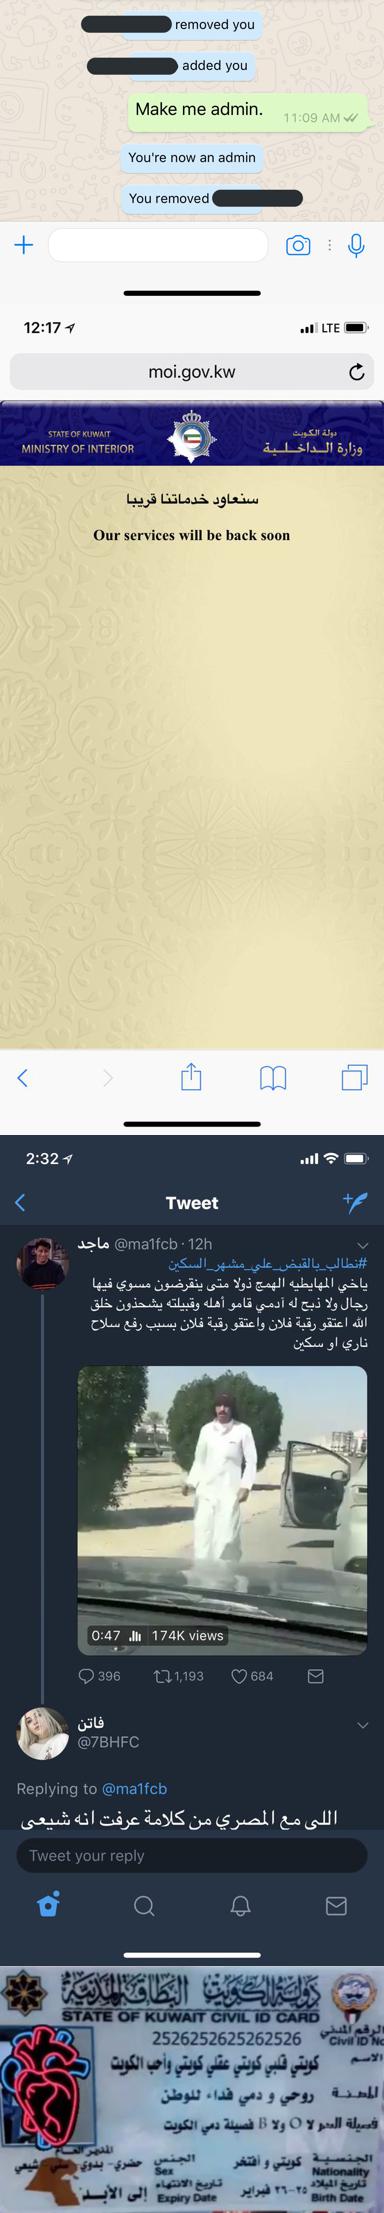 removed you
added you
Make me admin.
11:09 AM
You're now an admin
You removed
12:17
LTE
moi.gov.kw
STATE OF KUWAIT
MINISTRY OF INTERIOR
دولة الكويت
وزارة الـداخـلـيـة
سنعاود خدماتنا قريبا
Our services will be back soon
2:32
Tweet
ماجد @ma1fcb · 12h
#نطالب_بالقبض_علي_مشهر_السكين
ياخي المهايطيه الهمج ذولا متى ينقرضون مسوي فيها
رجال ولا ذبح له آدمي قامو أهله وقبيلته يشحذون خلق
الله اعتقو رقبة فلان واعتقو رقبة فلان بسبب رفع سلاح
ناري او سكين
0:47
174K views
396
1,193
684
فاتن
@7BHFC
Replying to @ma1fcb
اللي مع المصري من كلامة عرفت انه شيعي
Tweet your reply
دولة الكويت البطاقة المدنية
STATE OF KUWAIT CIVIL ID CARD
الرقم المدني
2526252625262526
Civil ID No
الاسم
كويتي قلبي كويتي عقلي كويتي وأحب الكويت
المهنة
روحي و دمي فداء للوطن
فصيلة الدم لا O ولا B فصيلة دمي الكويت
المدير العام
الجنسية
كويتي و أفتخر
الجنس
حضري- بدوي- سني- شيعي
Nationality
Sex
تاريخ الميلاد
٢٥-٢٦ فبراير
تاريخ الانتهاء
إلى الأبد
Birth Date
Expiry Date